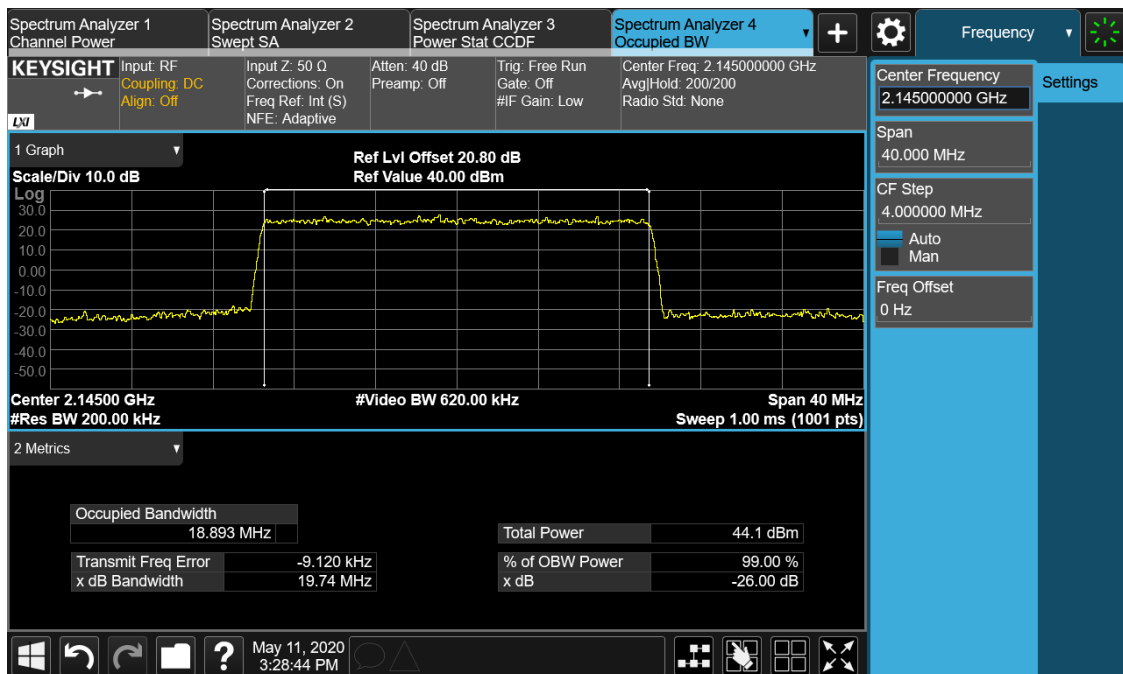 Spectrum Analyzer 1
Channel Power
Spectrum Analyzer 2
Swept SA
Spectrum Analyzer 3
Power Stat CCDF
Spectrum Analyzer 4
Occupied BW
+
Frequency
KEYSIGHT
LXI
Input: RF
Coupling: DC
Align: Off
Input Z: 50 Ω
Corrections: On
Freq Ref: Int (S)
NFE: Adaptive
Atten: 40 dB
Preamp: Off
Trig: Free Run
Gate: Off
#IF Gain: Low
Center Freq: 2.145000000 GHz
Avg|Hold: 200/200
Radio Std: None
Center Frequency
2.145000000 GHz
Settings
Span
40.000 MHz
CF Step
4.000000 MHz
Auto
Man
Freq Offset
0 Hz
1 Graph
Scale/Div 10.0 dB
Ref Lvl Offset 20.80 dB
Ref Value 40.00 dBm
Log
30.0
20.0
10.0
0.00
-10.0
-20.0
-30.0
-40.0
-50.0
Center 2.14500 GHz
#Video BW 620.00 kHz
Span 40 MHz
#Res BW 200.00 kHz
Sweep 1.00 ms (1001 pts)
2 Metrics
Occupied Bandwidth
18.893 MHz
Total Power 44.1 dBm
Transmit Freq Error -9.120 kHz
% of OBW Power 99.00 %
x dB Bandwidth 19.74 MHz
x dB -26.00 dB
?
May 11, 2020
3:28:44 PM